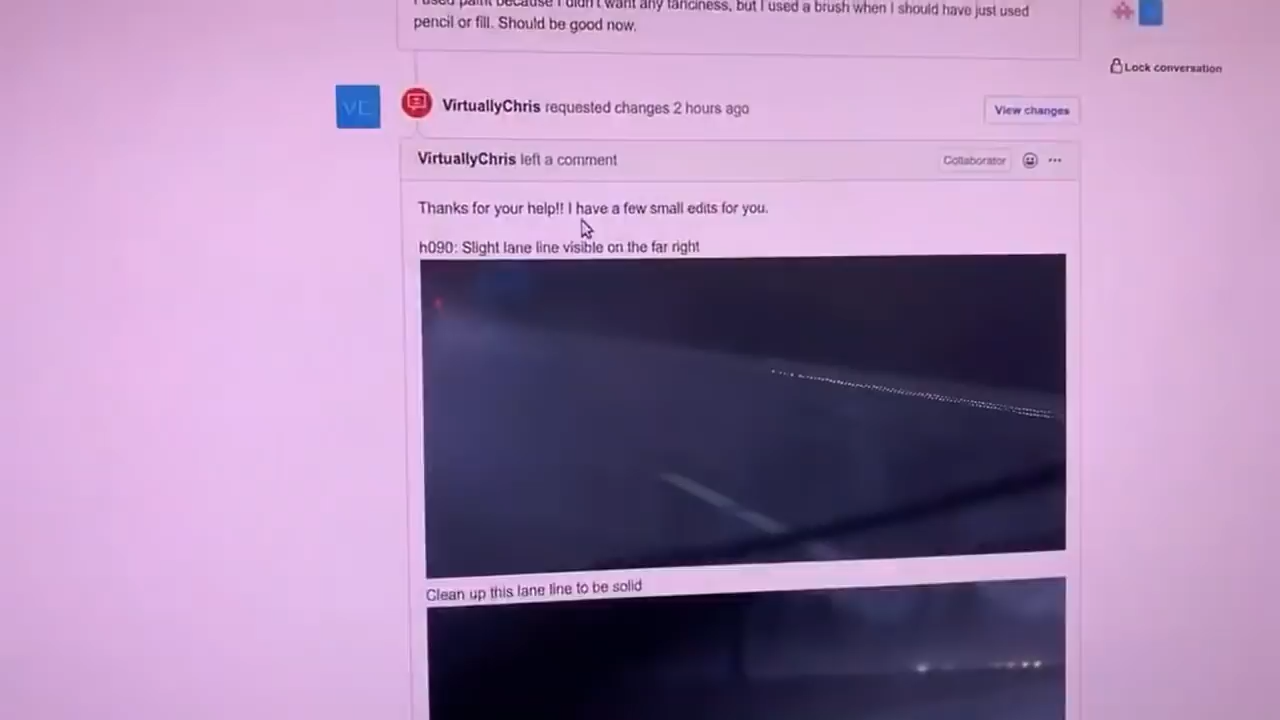 I used paint because I didn't want any fanciness, but I used a brush when I should have just used
pencil or fill. Should be good now.
Lock conversation
VC
VirtuallyChris requested changes 2 hours ago
View changes
VirtuallyChris left a comment
Collaborator
Thanks for your help!! I have a few small edits for you.
h090: Slight lane line visible on the far right
Clean up this lane line to be solid